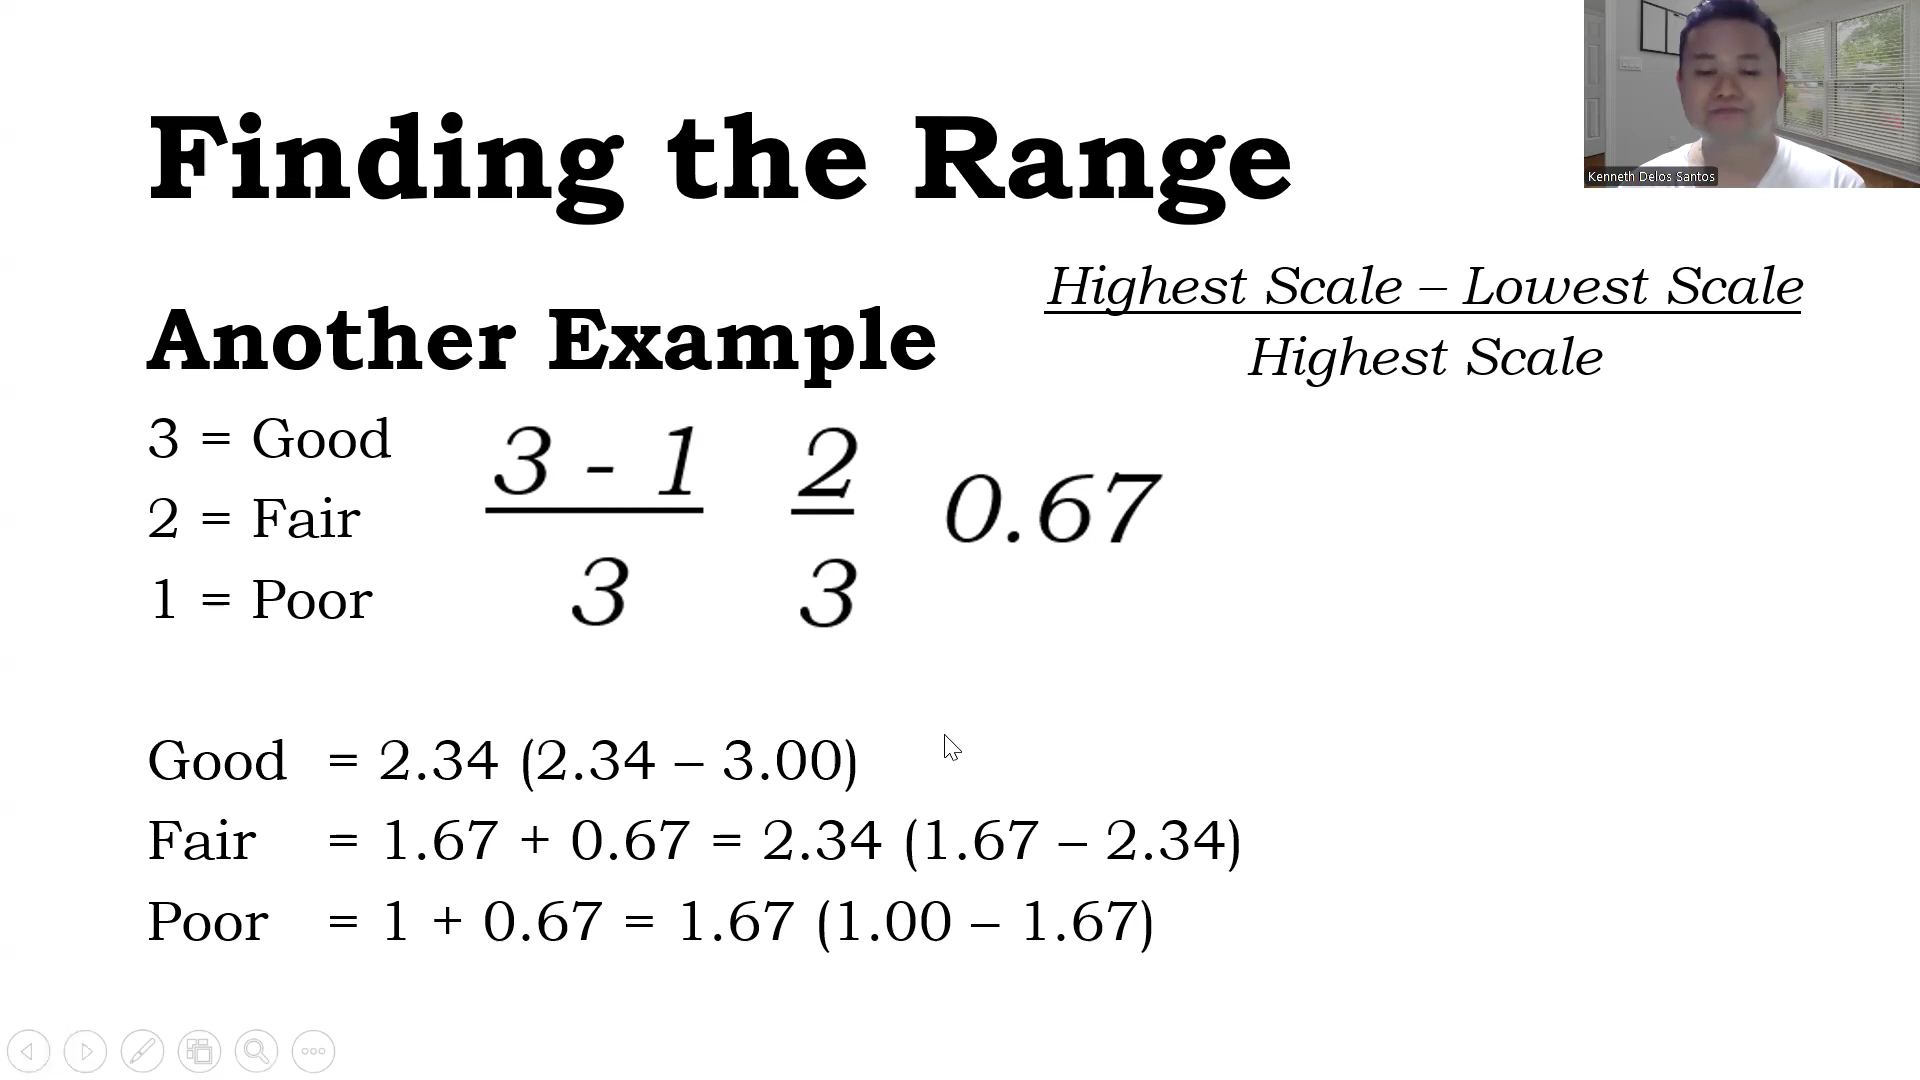 Finding the Range
Kenneth Delos Santos
Highest Scale – Lowest Scale
Highest Scale
Another Example
3 = Good
2 = Fair
1 = Poor
3 - 1
3
2
3
0.67
Good = 2.34 (2.34 – 3.00)
Fair = 1.67 + 0.67 = 2.34 (1.67 – 2.34)
Poor = 1 + 0.67 = 1.67 (1.00 – 1.67)